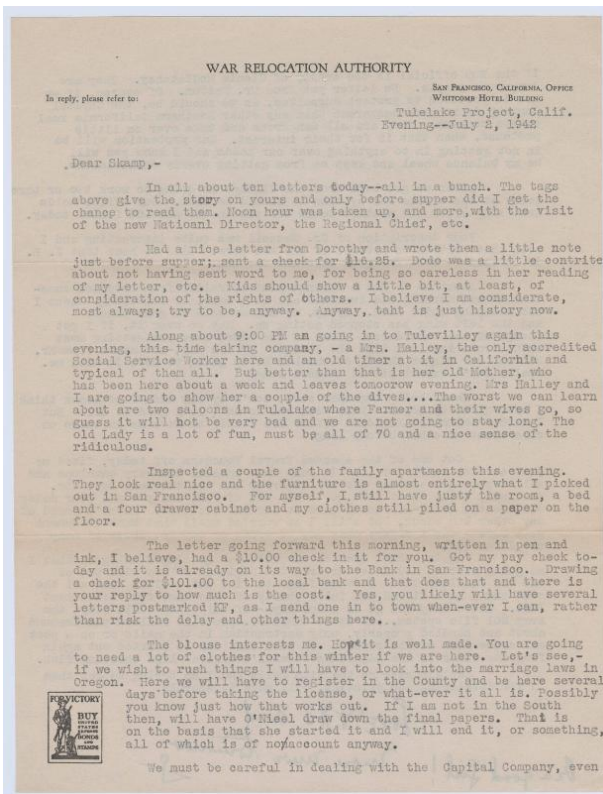 WAR RELOCATION AUTHORITY
In reply, please refer to:
SAN FRANCISCO, CALIFORNIA, OFFICE
WHITCOMB HOTEL BUILDING
Tulelake Project, Calif.
Evening--July 2, 1942
Dear Skamp,-
In all about ten letters today--all in a bunch. The tags
above give the story on yours and only before supper did I get the
chance to read them. Noon hour was taken up, and more,with the visit
of the new Natioanl Director, the Regional Chief, etc.
Had a nice letter from Dorothy and wrote them a little note
just before supper; sent a check for $16.25. Dodo was a little contrite
about not having sent word to me, for being so careless in her reading
of my letter, etc. Kids should show a little bit, at least, of
consideration of the rights of others. I believe I am considerate,
most always; try to be, anyway. Anyway, taht is just history now.
Along about 9:00 PM an going in to Tulevilley again this
evening, this time taking company, - a Mrs. Halley, the only accredited
Social Service Worker here and an old timer at it in California and
typical of them all. But better than that is her old Mother, who
has been here about a week and leaves tomoorow evening. Mrs Halley and
I are going to show her a couple of the dives....The worst we can learn
about are two saloons in Tulelake where Farmer and their wives go, so
guess it will hot be very bad and we are not going to stay long. The
old Lady is a lot of fun, must be all of 70 and a nice sense of the
ridiculous.
Inspected a couple of the family apartments this evening.
They look real nice and the furniture is almost entirely what I picked
out in San Francisco. For myself, I still have just the room, a bed
and a four drawer cabinet and my clothes still piled on a paper on the
floor.
The letter going forward this morning, written in pen and
ink, I believe, had a $10.00 check in it for you. Got my pay check to-
day and it is already on its way to the Bank in San Francisco. Drawing
a check for $101.00 to the local bank and that does that and there is
your reply to how much is the cost. Yes, you likely will have several
letters postmarked KF, as I send one in to town when-ever I can, rather
than risk the delay and other things here.
The blouse interests me. it is well made. You are going
to need a lot of clothes for this winter if we are here. Let's see,-
if we wish to rush things I will have to look into the marriage laws in
Oregon. Here we will have to register in the County and be here several
days before taking the license, or what-ever it all is. Possibly
you know just how that works out. If I am not in the South
then, will have O'Nieel draw down the final papers. That is
on the basis that she started it and I will end it, or something,
all of which is of no account anyway.
We must be careful in dealing with the Capital Company, even
FOR VICTORY
BUY
UNITED
STATES
DEFENSE
BONDS
AND
STAMPS